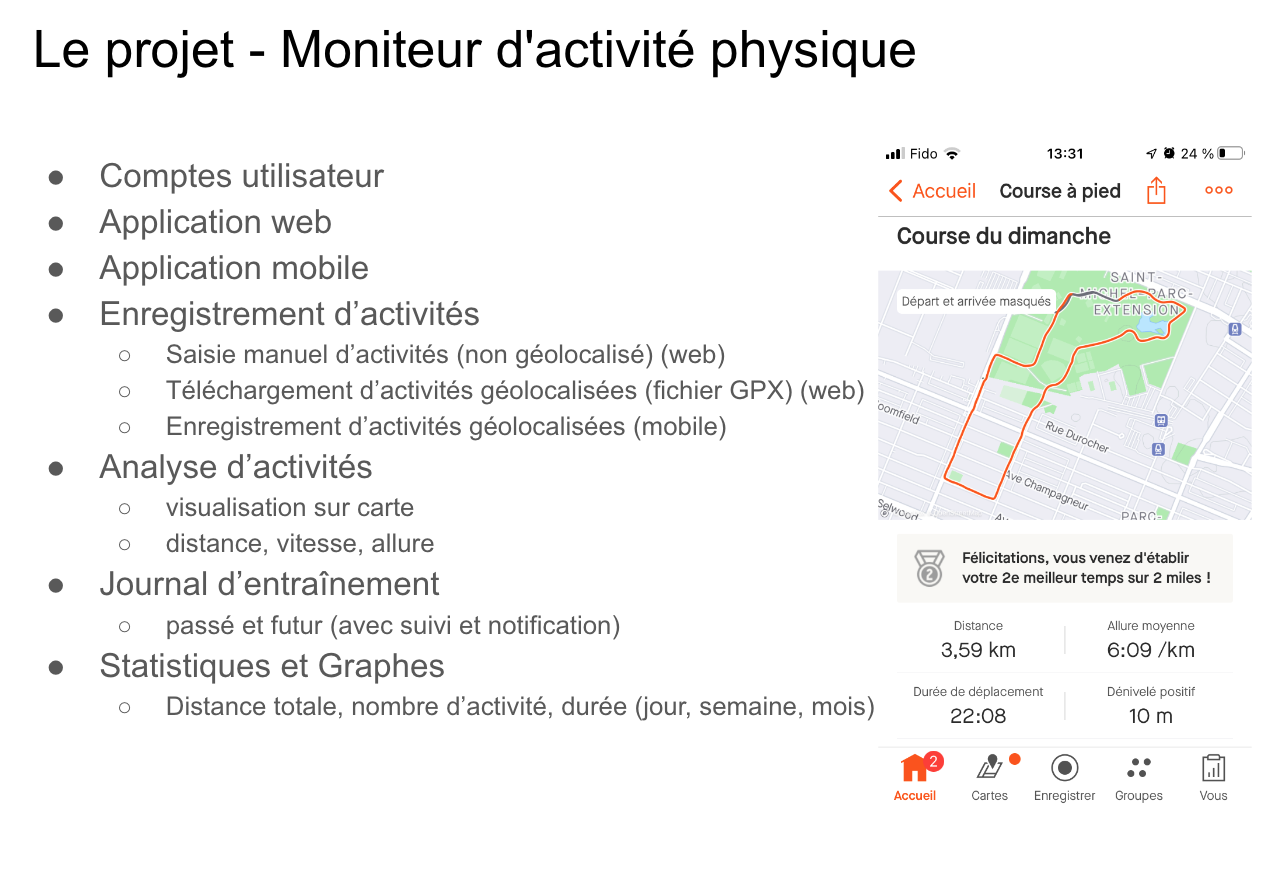 Le projet - Moniteur d'activité physique
● Comptes utilisateur
● Application web
● Application mobile
● Enregistrement d’activités
○ Saisie manuel d’activités (non géolocalisé) (web)
○ Téléchargement d’activités géolocalisées (fichier GPX) (web)
○ Enregistrement d’activités géolocalisées (mobile)
● Analyse d’activités
○ visualisation sur carte
○ distance, vitesse, allure
● Journal d’entraînement
○ passé et futur (avec suivi et notification)
● Statistiques et Graphes
○ Distance totale, nombre d’activité, durée (jour, semaine, mois)
Fido 13:31 24 %
Accueil Course à pied
Course du dimanche
SAINT-
MICHEL-PARC-
EXTENSION
Départ et arrivée masqués
oomfield
Rue Durocher
Ave Champagneur
Selwood
Av
PARC-
2
Félicitations, vous venez d'établir
votre 2e meilleur temps sur 2 miles !
Distance Allure moyenne
3,59 km 6:09 /km
Durée de déplacement Dénivelé positif
22:08 10 m
2
Accueil Cartes Enregistrer Groupes Vous